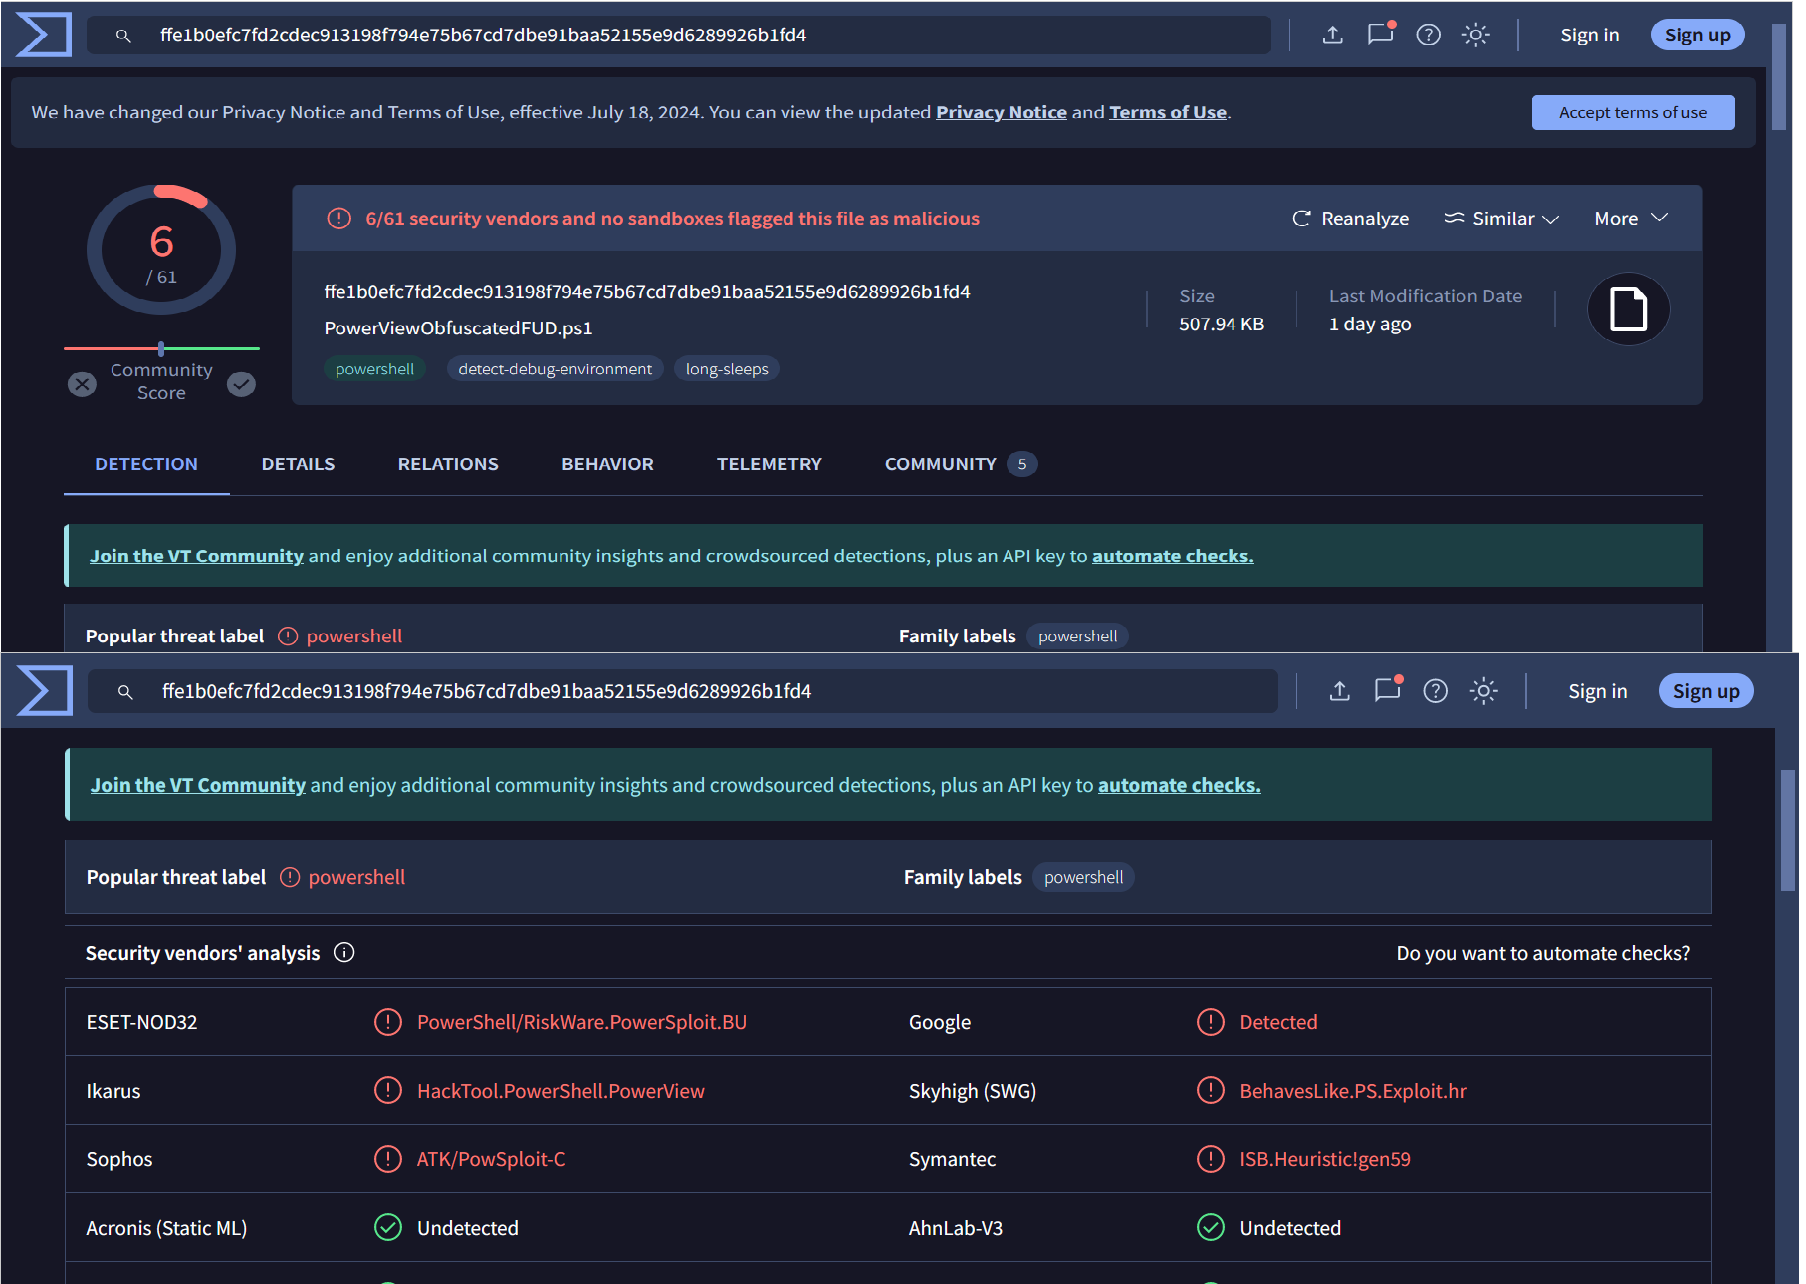 ffe1b0efc7fd2cdec913198f794e75b67cd7dbe91baa52155e9d6289926b1fd4
Sign in
Sign up
We have changed our Privacy Notice and Terms of Use, effective July 18, 2024. You can view the updated Privacy Notice and Terms of Use.
Accept terms of use
6
/ 61
Community
Score
6/61 security vendors and no sandboxes flagged this file as malicious
Reanalyze
Similar
More
ffe1b0efc7fd2cdec913198f794e75b67cd7dbe91baa52155e9d6289926b1fd4
PowerViewObfuscatedFUD.ps1
powershell
detect-debug-environment
long-sleeps
Size
507.94 KB
Last Modification Date
1 day ago
DETECTION
DETAILS
RELATIONS
BEHAVIOR
TELEMETRY
COMMUNITY 5
Join the VT Community and enjoy additional community insights and crowdsourced detections, plus an API key to automate checks.
Popular threat label powershell
Family labels powershell
ffe1b0efc7fd2cdec913198f794e75b67cd7dbe91baa52155e9d6289926b1fd4
Sign in
Sign up
Join the VT Community and enjoy additional community insights and crowdsourced detections, plus an API key to automate checks.
Popular threat label powershell
Family labels powershell
Security vendors' analysis
Do you want to automate checks?
ESET-NOD32 PowerShell/RiskWare.PowerSploit.BU Google Detected
Ikarus HackTool.PowerShell.PowerView Skyhigh (SWG) BehavesLike.PS.Exploit.hr
Sophos ATK/PowSploit-C Symantec ISB.Heuristic!gen59
Acronis (Static ML) Undetected AhnLab-V3 Undetected